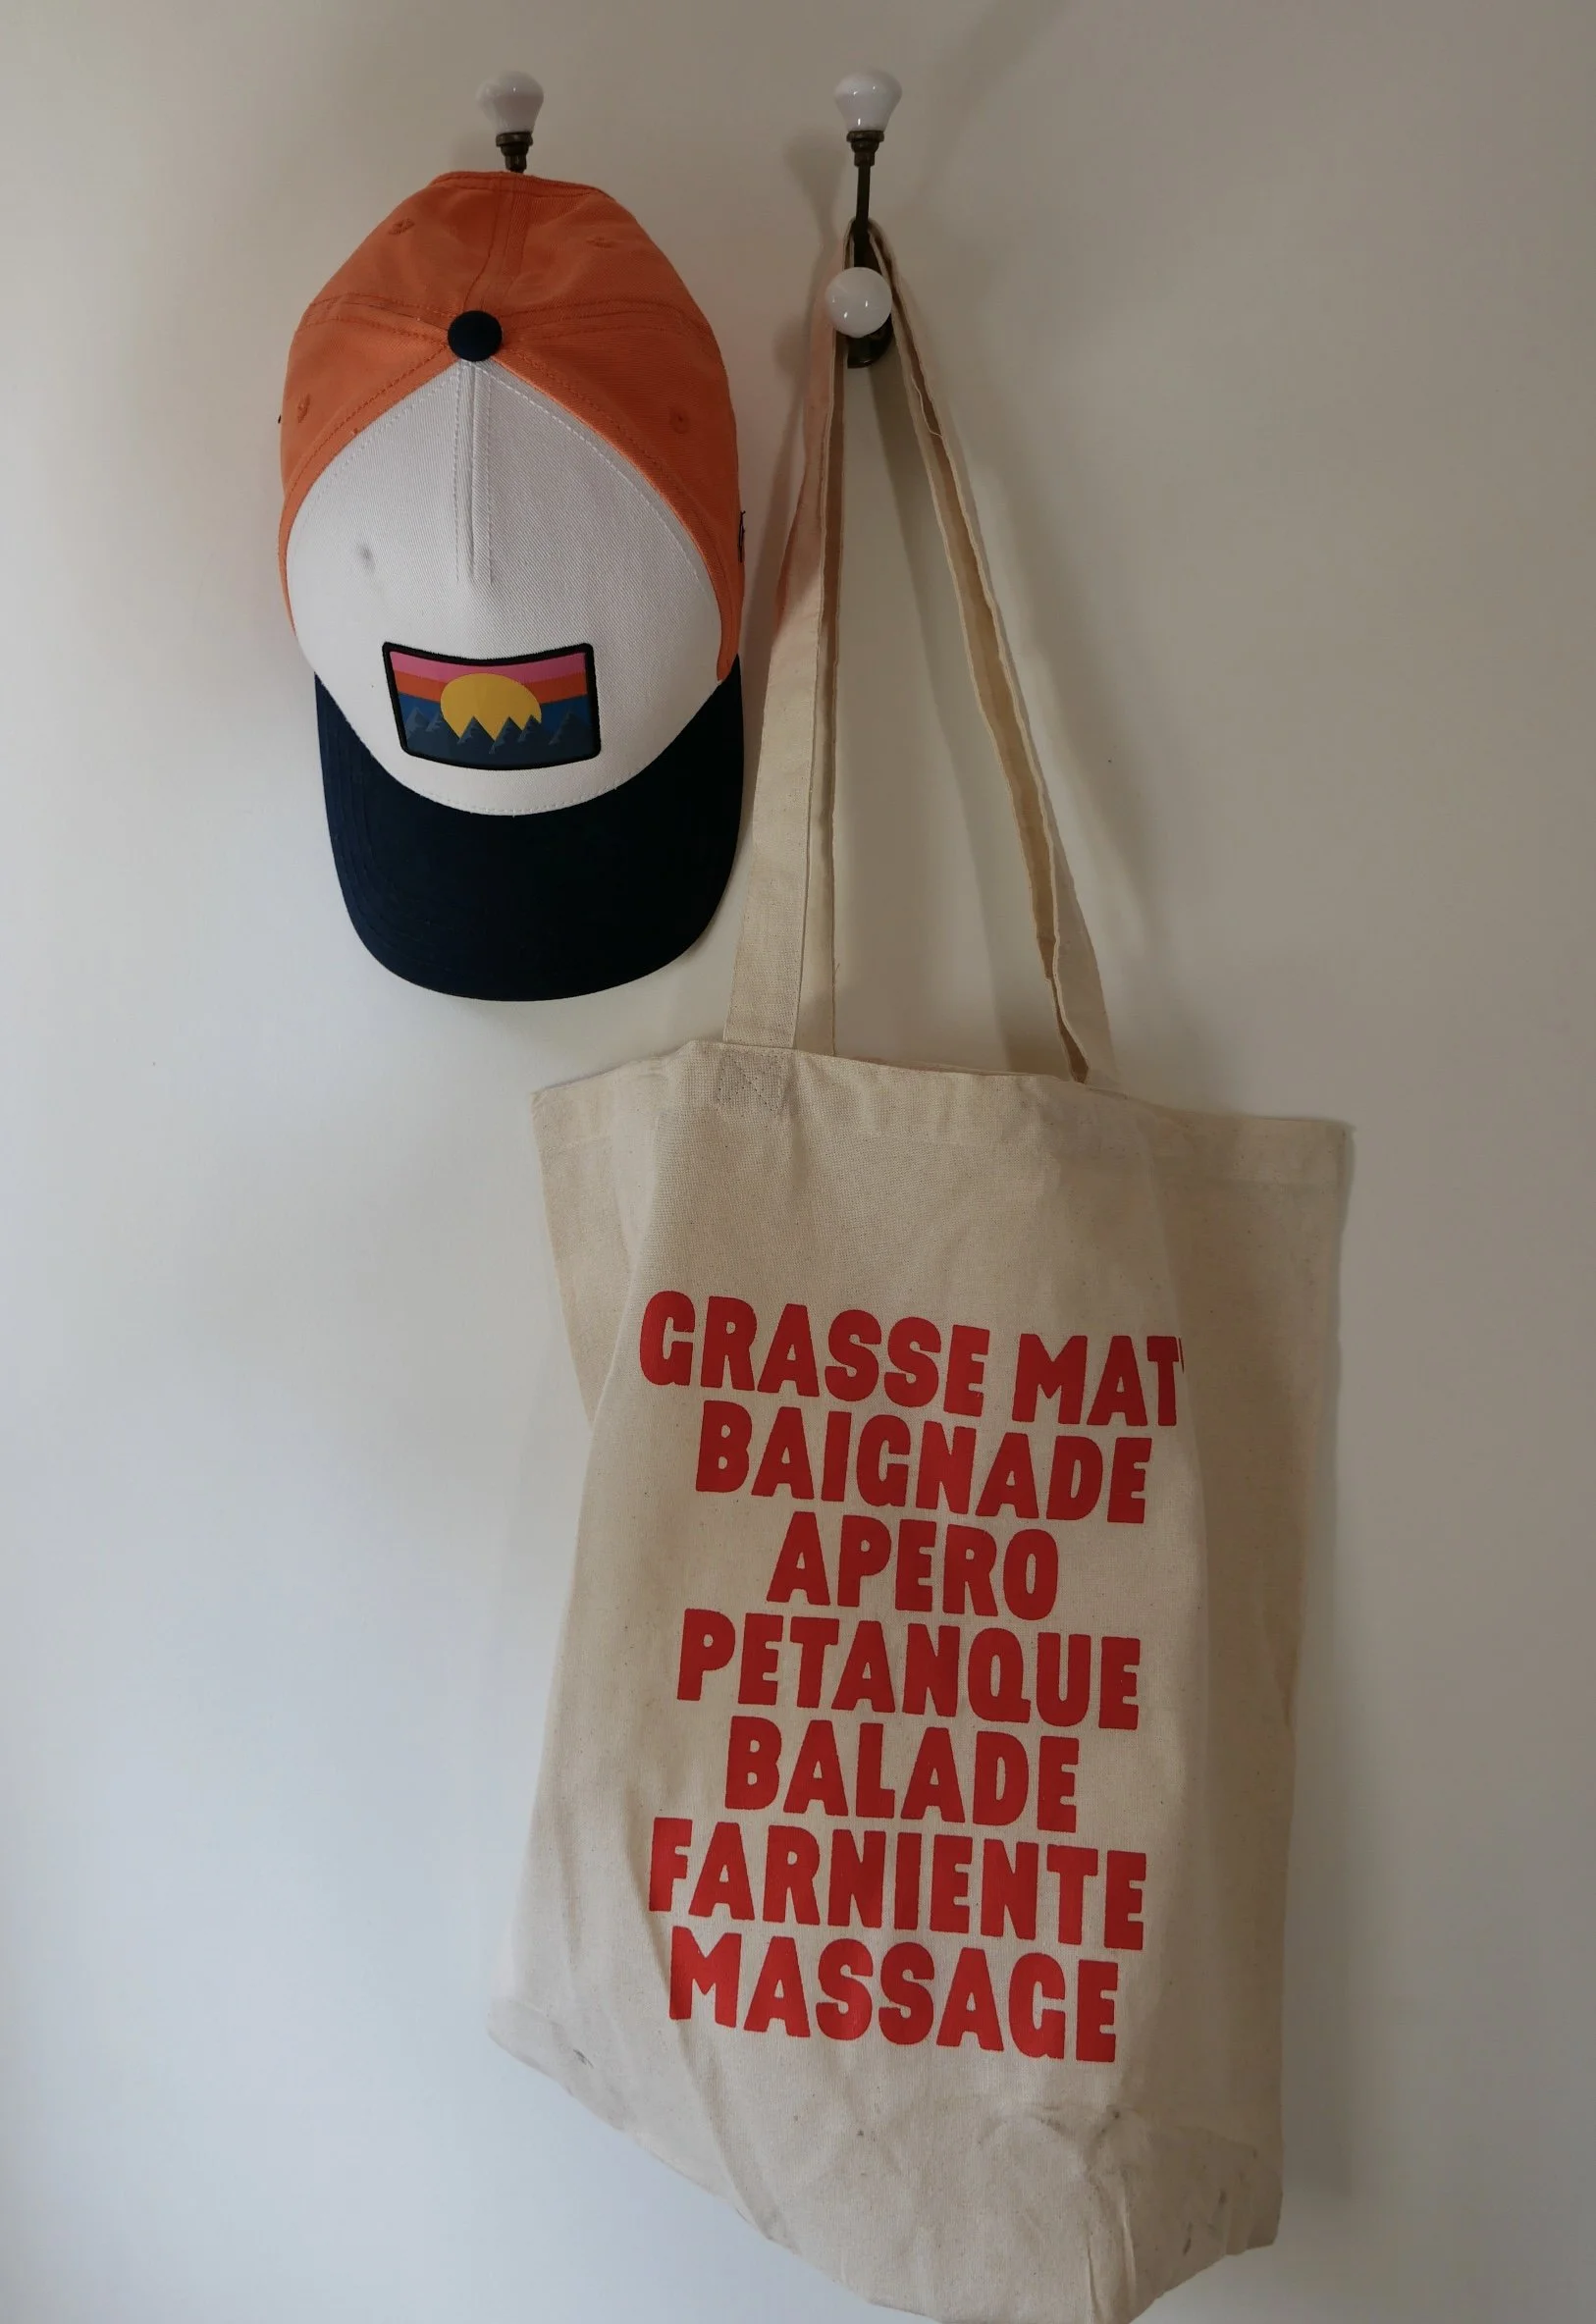 GRASSE MAT'
BAIGNADE
APERO
PETANQUE
BALADE
FARNIENTE
MASSAGE